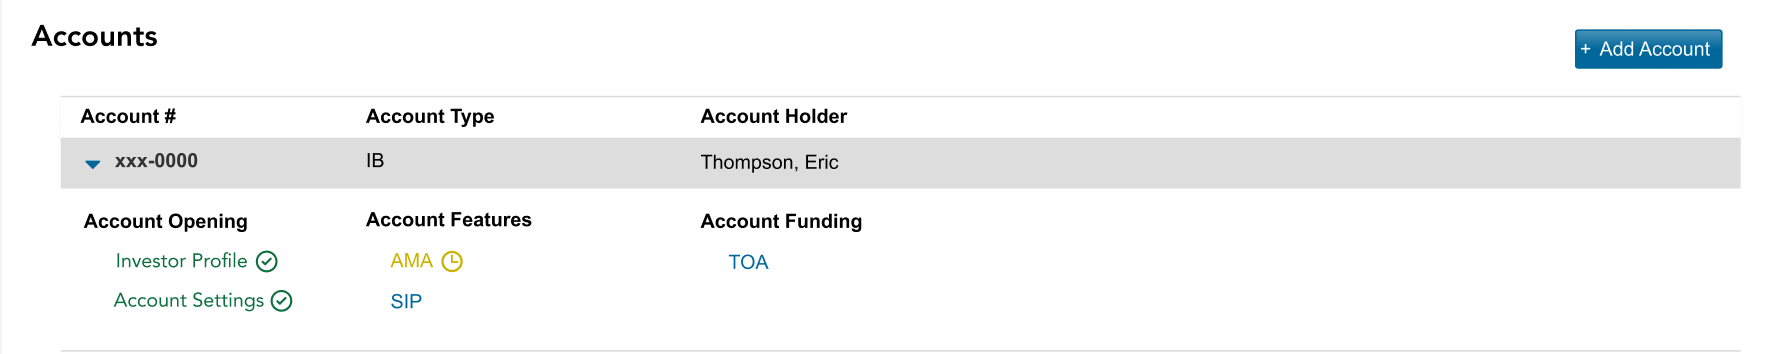 Accounts
+ Add Account
Account # Account Type Account Holder
xxx-0000 IB Thompson, Eric
Account Opening Account Features Account Funding
Investor Profile AMA TOA
Account Settings SIP